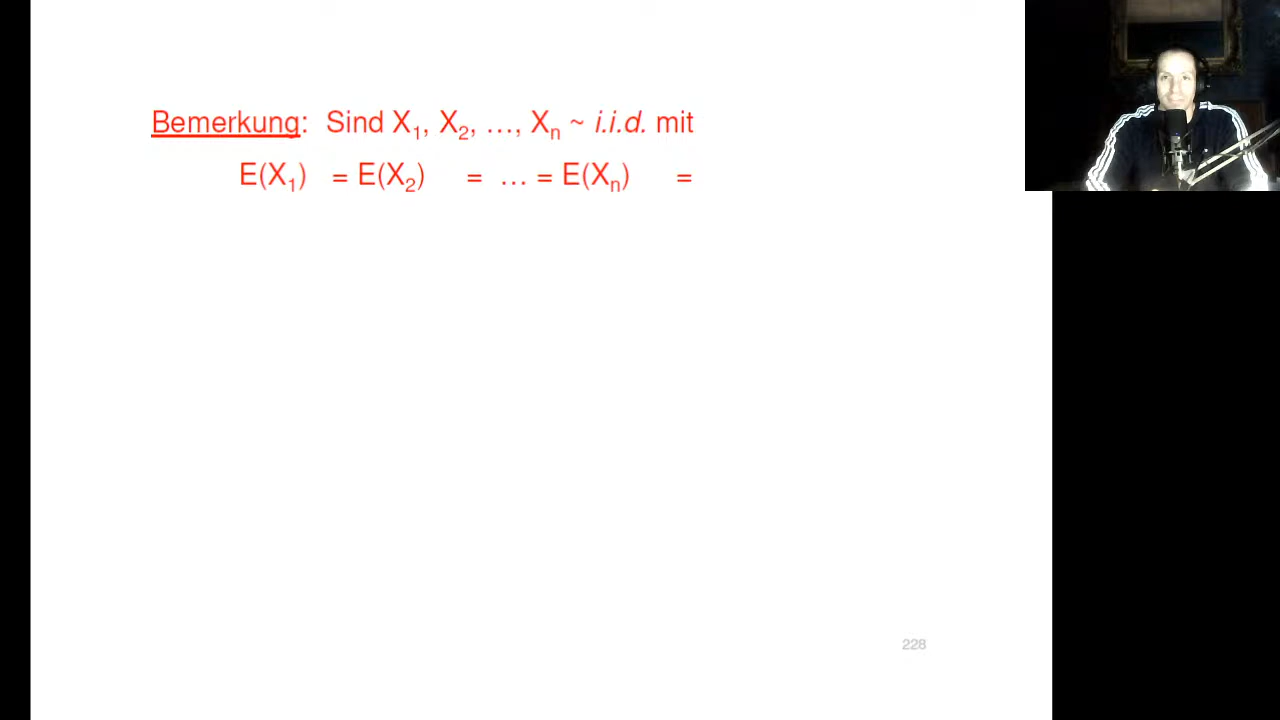 Bemerkung: Sind X₁, X₂, …, Xₙ ~ i.i.d. mit
E(X₁) = E(X₂) = … = E(Xₙ) =
228